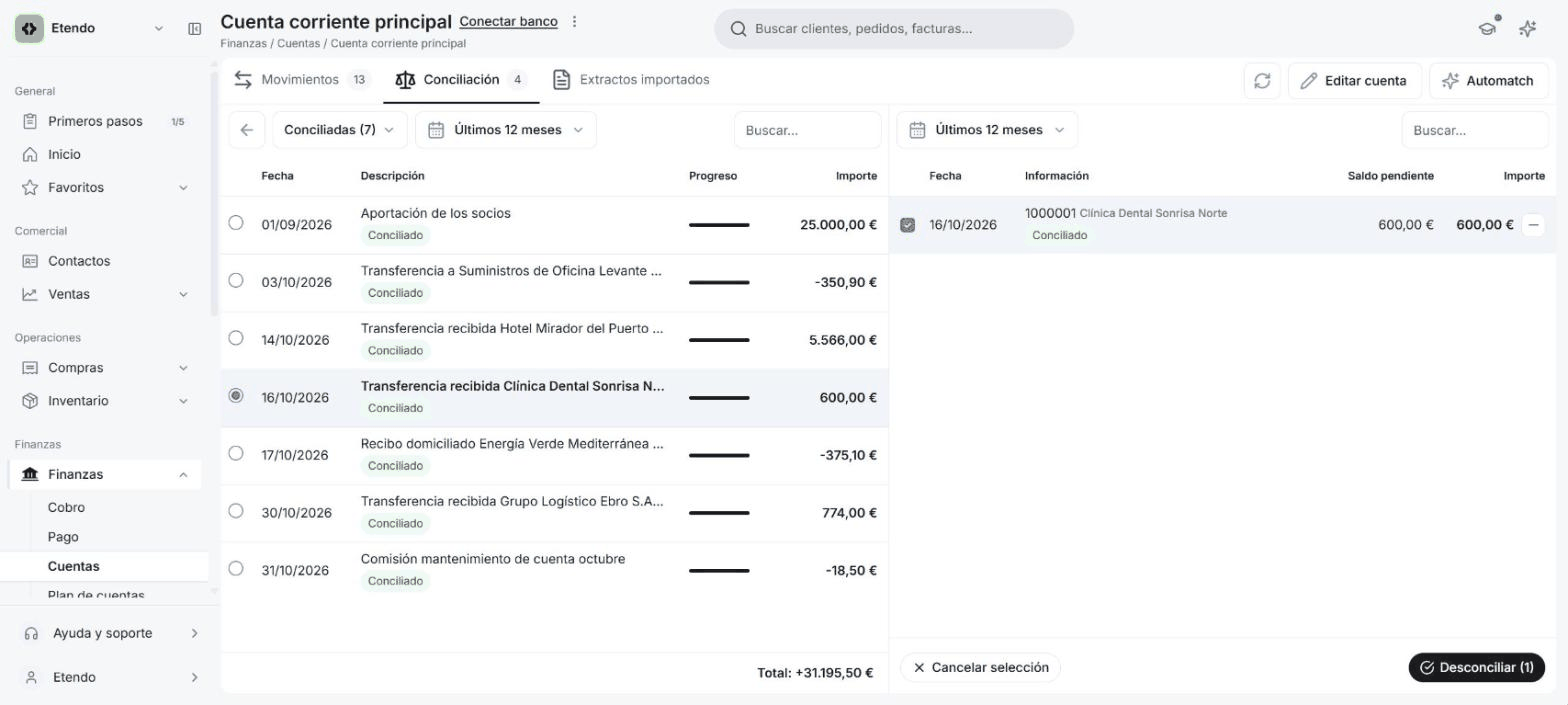 Etendo
Cuenta corriente principal Conectar banco
Finanzas / Cuentas / Cuenta corriente principal
Buscar clientes, pedidos, facturas...
General
Primeros pasos 1/5
Inicio
Favoritos
Comercial
Contactos
Ventas
Operaciones
Compras
Inventario
Finanzas
Finanzas
Cobro
Pago
Cuentas
Plan de cuentas
Ayuda y soporte
Etendo
Movimientos 13 Conciliación 4 Extractos importados
Editar cuenta Automatch
Conciliadas (7) Últimos 12 meses Buscar...
Fecha Descripción Progreso Importe
01/09/2026 Aportación de los socios 25.000,00 €
Conciliado
03/10/2026 Transferencia a Suministros de Oficina Levante ... -350,90 €
Conciliado
14/10/2026 Transferencia recibida Hotel Mirador del Puerto ... 5.566,00 €
Conciliado
16/10/2026 Transferencia recibida Clínica Dental Sonrisa N... 600,00 €
Conciliado
17/10/2026 Recibo domiciliado Energía Verde Mediterránea ... -375,10 €
Conciliado
30/10/2026 Transferencia recibida Grupo Logístico Ebro S.A... 774,00 €
Conciliado
31/10/2026 Comisión mantenimiento de cuenta octubre -18,50 €
Conciliado
Total: +31.195,50 €
Últimos 12 meses Buscar...
Fecha Información Saldo pendiente Importe
16/10/2026 1000001 Clínica Dental Sonrisa Norte 600,00 € 600,00 €
Conciliado
Cancelar selección Desconciliar (1)